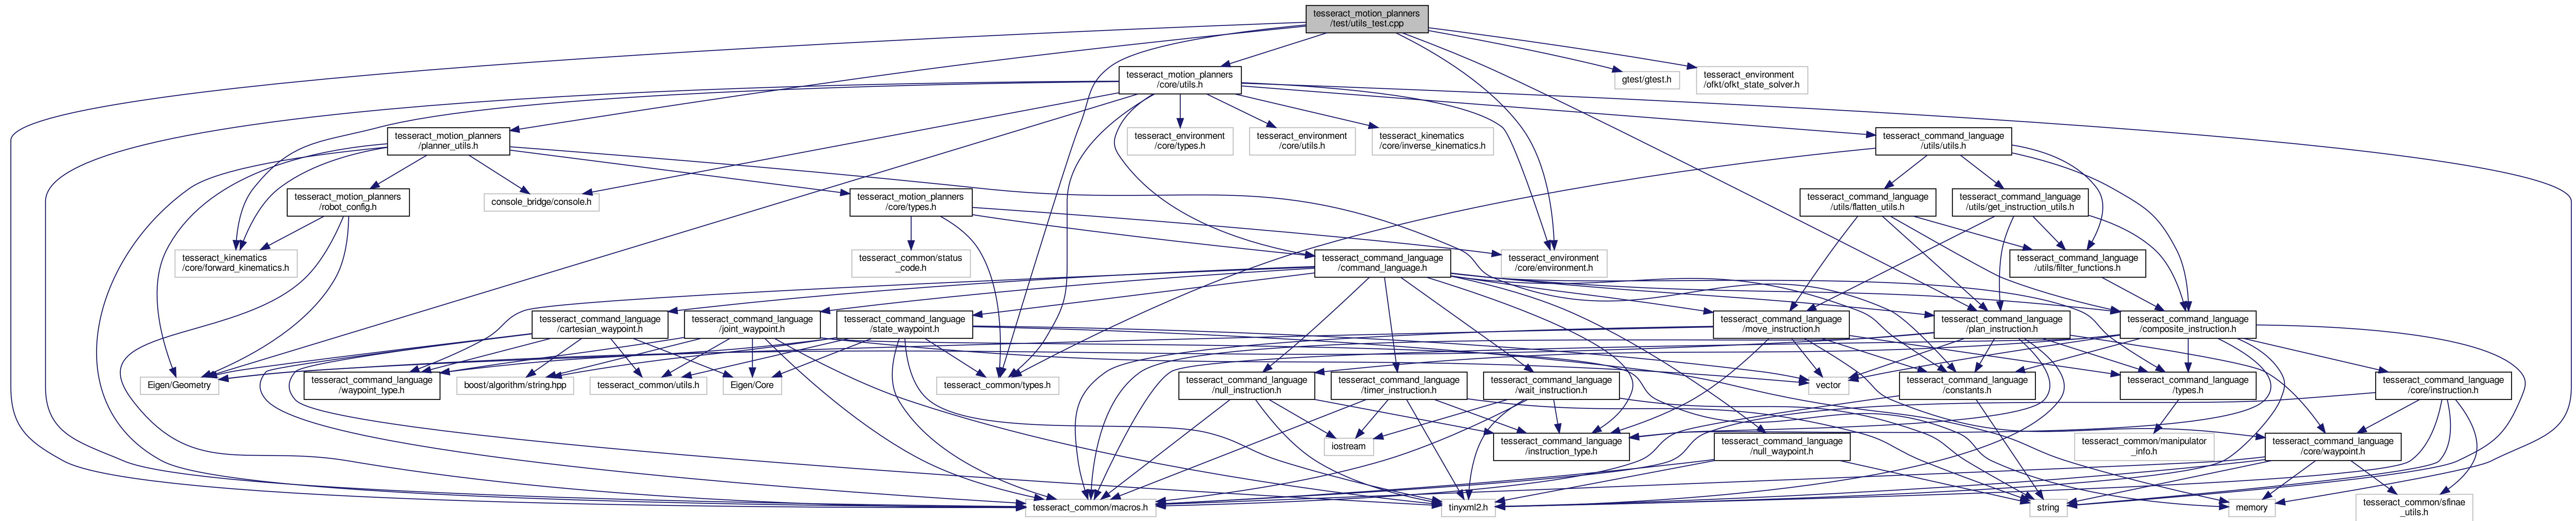 tesseract_motion_planners
/test/utils_test.cpp
tesseract_motion_planners
/core/utils.h
gtest/gtest.h
tesseract_environment
/ofkt/ofkt_state_solver.h
tesseract_motion_planners
/planner_utils.h
tesseract_environment
/core/types.h
tesseract_environment
/core/utils.h
tesseract_kinematics
/core/inverse_kinematics.h
tesseract_command_language
/utils/utils.h
tesseract_motion_planners
/robot_config.h
console_bridge/console.h
tesseract_motion_planners
/core/types.h
tesseract_command_language
/utils/flatten_utils.h
tesseract_command_language
/utils/get_instruction_utils.h
tesseract_kinematics
/core/forward_kinematics.h
tesseract_common/status
_code.h
tesseract_command_language
/command_language.h
tesseract_environment
/core/environment.h
tesseract_command_language
/utils/filter_functions.h
tesseract_command_language
/cartesian_waypoint.h
tesseract_command_language
/joint_waypoint.h
tesseract_command_language
/state_waypoint.h
tesseract_command_language
/move_instruction.h
tesseract_command_language
/plan_instruction.h
tesseract_command_language
/composite_instruction.h
Eigen/Geometry
tesseract_command_language
/waypoint_type.h
boost/algorithm/string.hpp
tesseract_common/utils.h
Eigen/Core
tesseract_common/types.h
tesseract_command_language
/null_instruction.h
tesseract_command_language
/timer_instruction.h
tesseract_command_language
/wait_instruction.h
vector
tesseract_command_language
/constants.h
tesseract_command_language
/types.h
tesseract_command_language
/core/instruction.h
iostream
tesseract_command_language
/instruction_type.h
tesseract_command_language
/null_waypoint.h
tesseract_common/manipulator
_info.h
tesseract_command_language
/core/waypoint.h
tesseract_common/macros.h
tinyxml2.h
string
memory
tesseract_common/sfinae
_utils.h